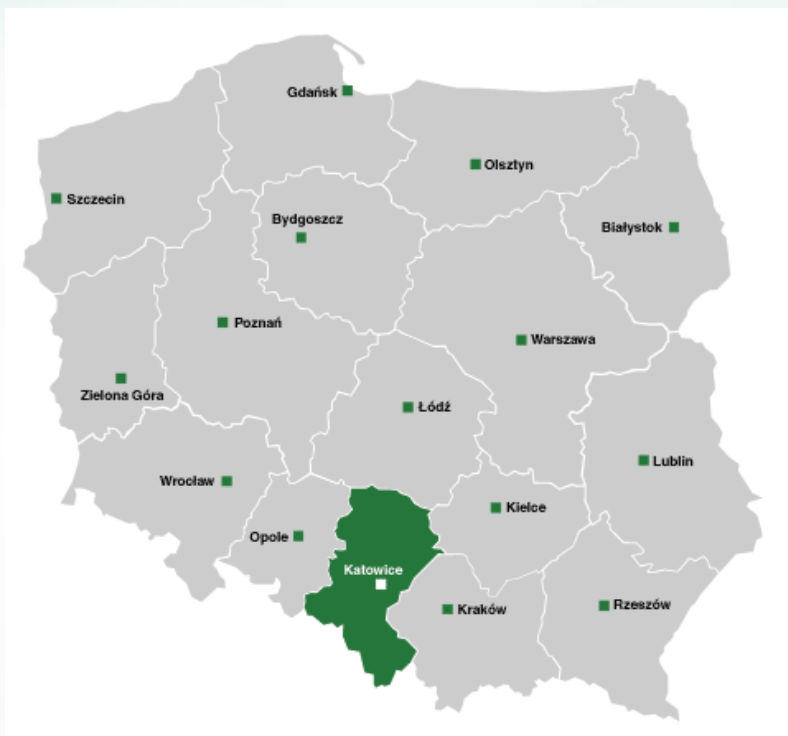 Gdańsk
Olsztyn
Szczecin
Bydgoszcz
Białystok
Poznań
Warszawa
Zielona Góra
Łódź
Lublin
Wrocław
Kielce
Opole
Katowice
Kraków
Rzeszów